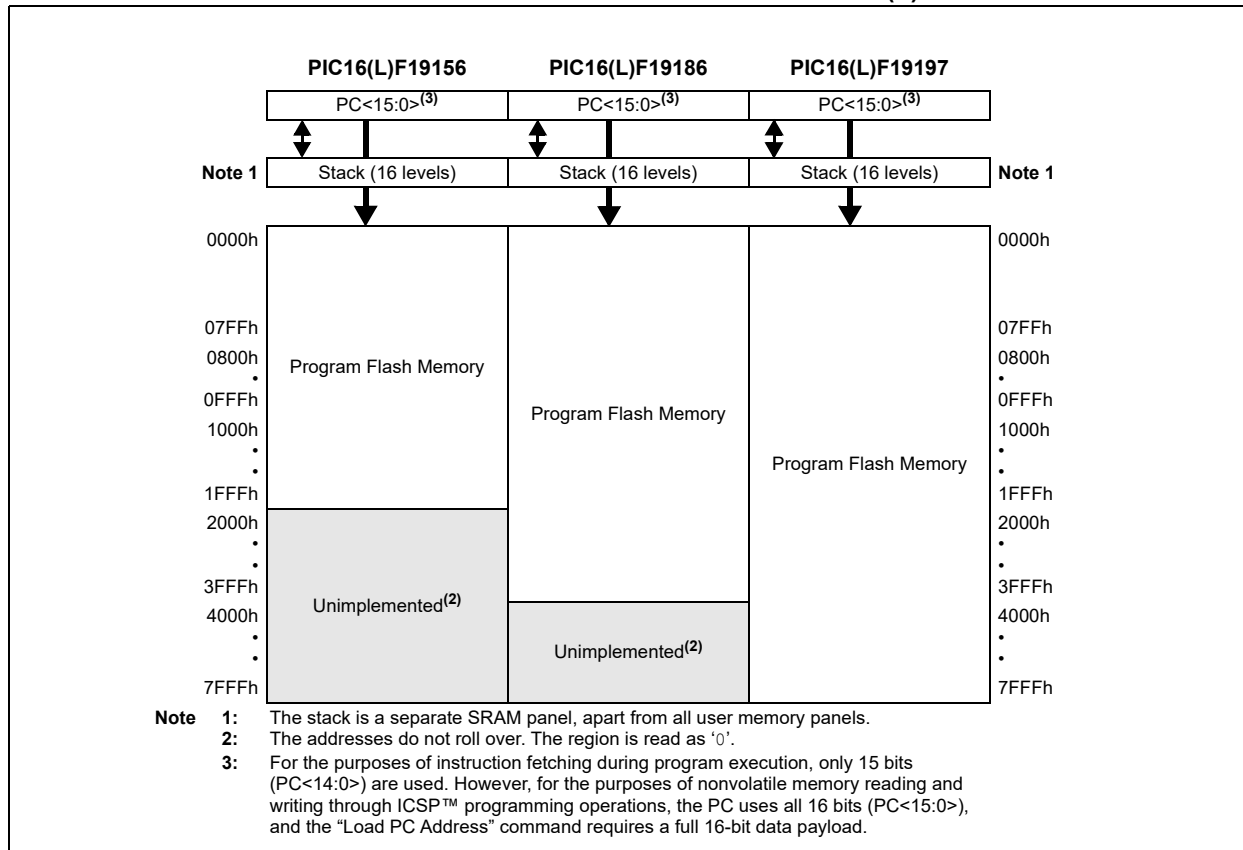 PIC16(L)F19156 PIC16(L)F19186 PIC16(L)F19197
PC<15:0>(3) PC<15:0>(3) PC<15:0>(3)
Note 1 Stack (16 levels) Stack (16 levels) Stack (16 levels) Note 1
0000h 0000h
07FFh 07FFh
0800h Program Flash Memory 0800h
• •
0FFFh 0FFFh
Program Flash Memory
1000h 1000h
• •
Program Flash Memory
• •
1FFFh 1FFFh
2000h 2000h
• •
• •
3FFFh 3FFFh
Unimplemented(2)
4000h 4000h
• •
Unimplemented(2)
• •
7FFFh 7FFFh
Note 1: The stack is a separate SRAM panel, apart from all user memory panels.
2: The addresses do not roll over. The region is read as ‘0’.
3: For the purposes of instruction fetching during program execution, only 15 bits
(PC<14:0>) are used. However, for the purposes of nonvolatile memory reading and
writing through ICSP™ programming operations, the PC uses all 16 bits (PC<15:0>),
and the “Load PC Address” command requires a full 16-bit data payload.